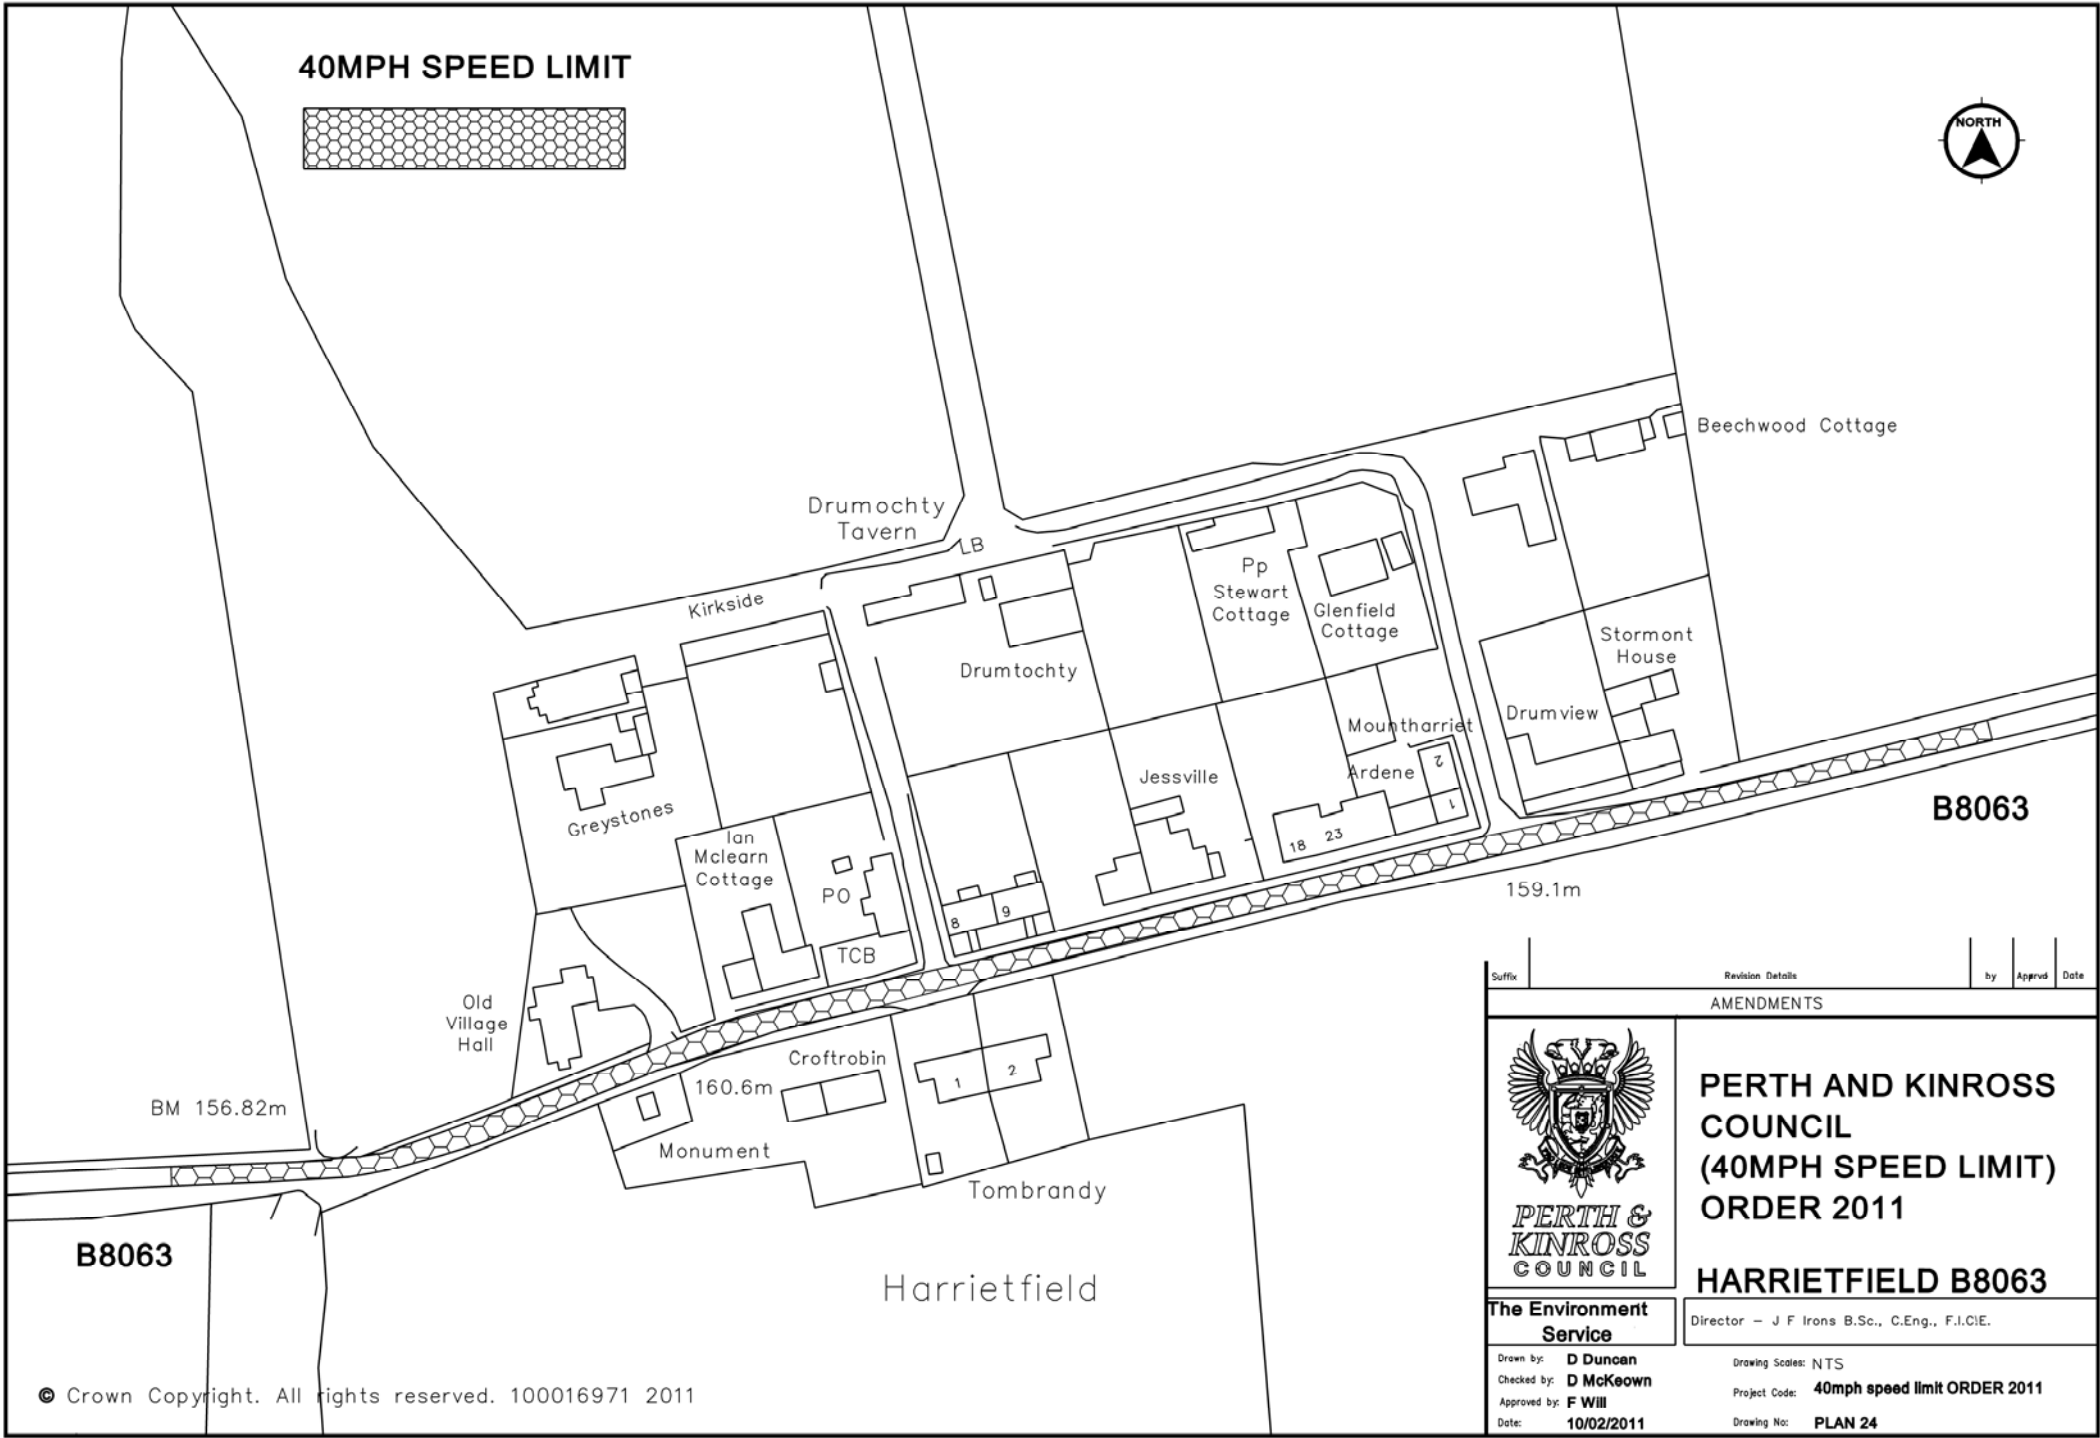 40MPH SPEED LIMIT
NORTH
Beechwood Cottage
Drumochty
Tavern
LB
Kirkside
Pp
Stewart
Cottage
Glenfield
Cottage
Stormont
House
Drumtochty
Drumview
Mountharriet
Jessville
Ardene
2
1
18 23
Greystones
Ian
Mclearn
Cottage
PO
TCB
8 9
B8063
159.1m
Old
Village
Hall
Croftrobin
1 2
160.6m
BM 156.82m
Monument
Tombrandy
B8063
Harrietfield
© Crown Copyright. All rights reserved. 100016971 2011
Suffix Revision Details by Apprvd Date
AMENDMENTS
PERTH AND KINROSS
COUNCIL
(40MPH SPEED LIMIT)
ORDER 2011
HARRIETFIELD B8063
PERTH &
KINROSS
COUNCIL
The Environment
Service
Director - J F Irons B.Sc., C.Eng., F.I.C.E.
Drawn by: D Duncan
Checked by: D McKeown
Approved by: F Will
Date: 10/02/2011
Drawing Scales: NTS
Project Code: 40mph speed limit ORDER 2011
Drawing No: PLAN 24